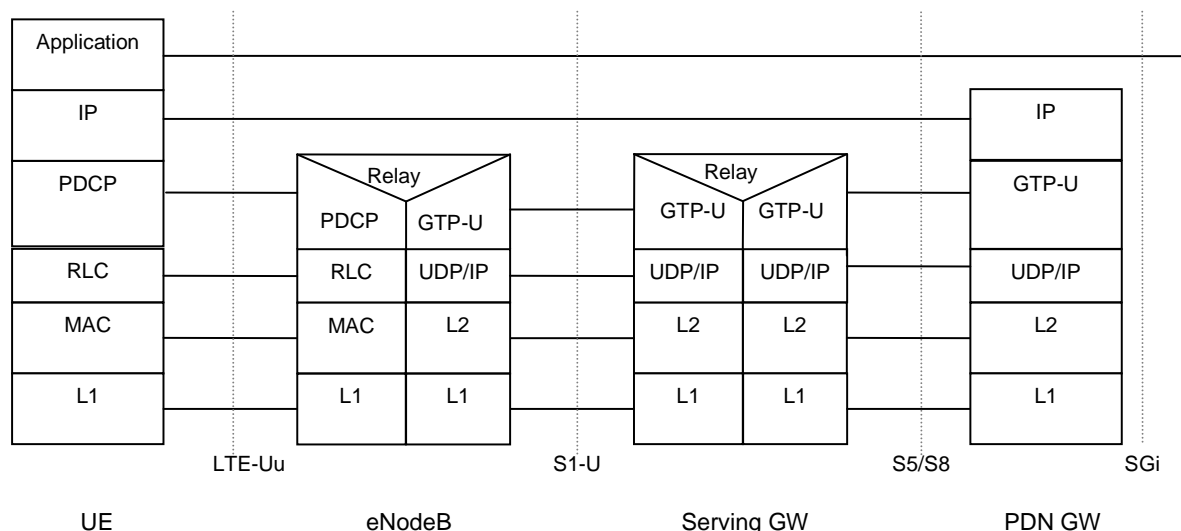 Application
IP
IP
PDCP
Relay
Relay
GTP-U
PDCP
GTP-U
GTP-U
GTP-U
RLC
RLC
UDP/IP
UDP/IP
UDP/IP
UDP/IP
MAC
MAC
L2
L2
L2
L2
L1
L1
L1
L1
L1
L1
LTE-Uu
S1-U
S5/S8
SGi
UE
eNodeB
Serving GW
PDN GW